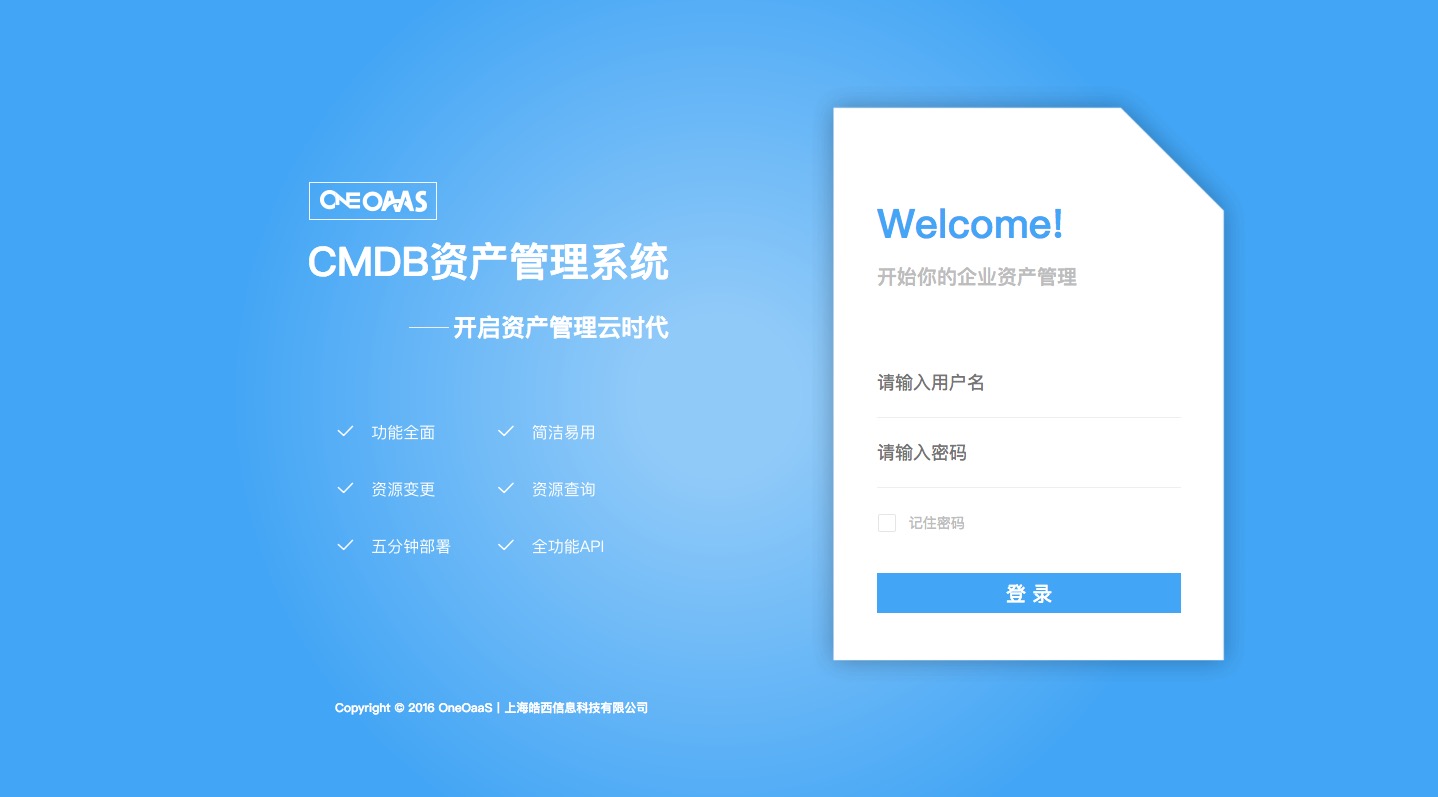 ONEOAAS
CMDB资产管理系统
开启资产管理云时代
功能全面 简洁易用
资源变更 资源查询
五分钟部署 全功能API
Copyright © 2016 OneOaaS | 上海皓西信息科技有限公司
Welcome!
开始你的企业资产管理
请输入用户名
请输入密码
记住密码
登 录